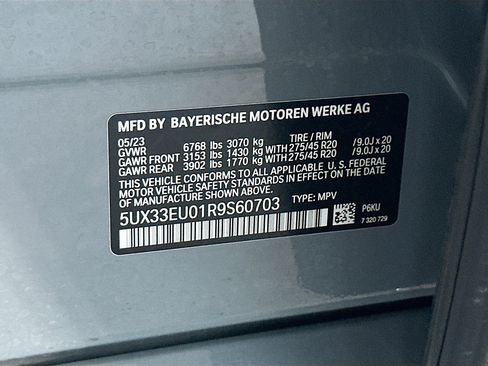 MFD BY BAYERISCHE MOTOREN WERKE AG
05/23 TIRE / RIM
GVWR 6768 lbs 3070 kg
GAWR FRONT 3153 lbs 1430 kg WITH 275/45 R20 /9.0J x 20
GAWR REAR 3902 lbs 1770 kg WITH 275/45 R20 /9.0J x 20
THIS VEHICLE CONFORMS TO ALL APPLICABLE U. S. FEDERAL
MOTOR VEHICLE SAFETY STANDARDS IN EFFECT ON THE DATE
OF MANUFACTURE SHOWN ABOVE.
5UX33EU01R9S60703 TYPE: MPV
P6KU
7 320 729